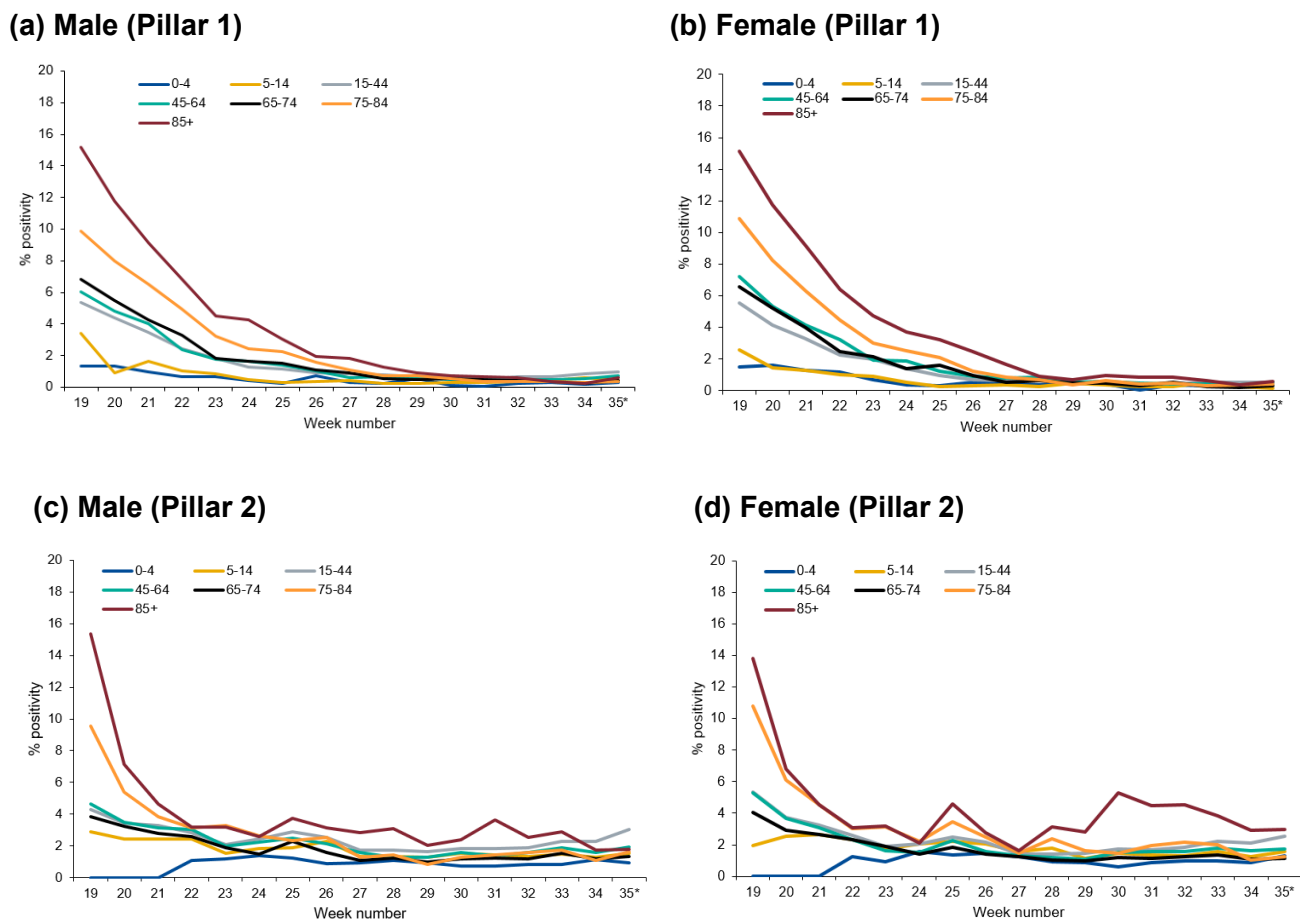 (a) Male (Pillar 1)
(b) Female (Pillar 1)
20
18
16
14
12
10
8
6
4
2
0
% positivity
0-4 5-14 15-44
45-64 65-74 75-84
85+
19 20 21 22 23 24 25 26 27 28 29 30 31 32 33 34 35*
Week number
20
18
16
14
12
10
8
6
4
2
0
% positivity
0-4 5-14 15-44
45-64 65-74 75-84
85+
19 20 21 22 23 24 25 26 27 28 29 30 31 32 33 34 35*
Week number
(c) Male (Pillar 2)
(d) Female (Pillar 2)
20
18
16
14
12
10
8
6
4
2
0
% positivity
0-4 5-14 15-44
45-64 65-74 75-84
85+
19 20 21 22 23 24 25 26 27 28 29 30 31 32 33 34 35*
Week number
20
18
16
14
12
10
8
6
4
2
0
% positivity
0-4 5-14 15-44
45-64 65-74 75-84
85+
19 20 21 22 23 24 25 26 27 28 29 30 31 32 33 34 35*
Week number